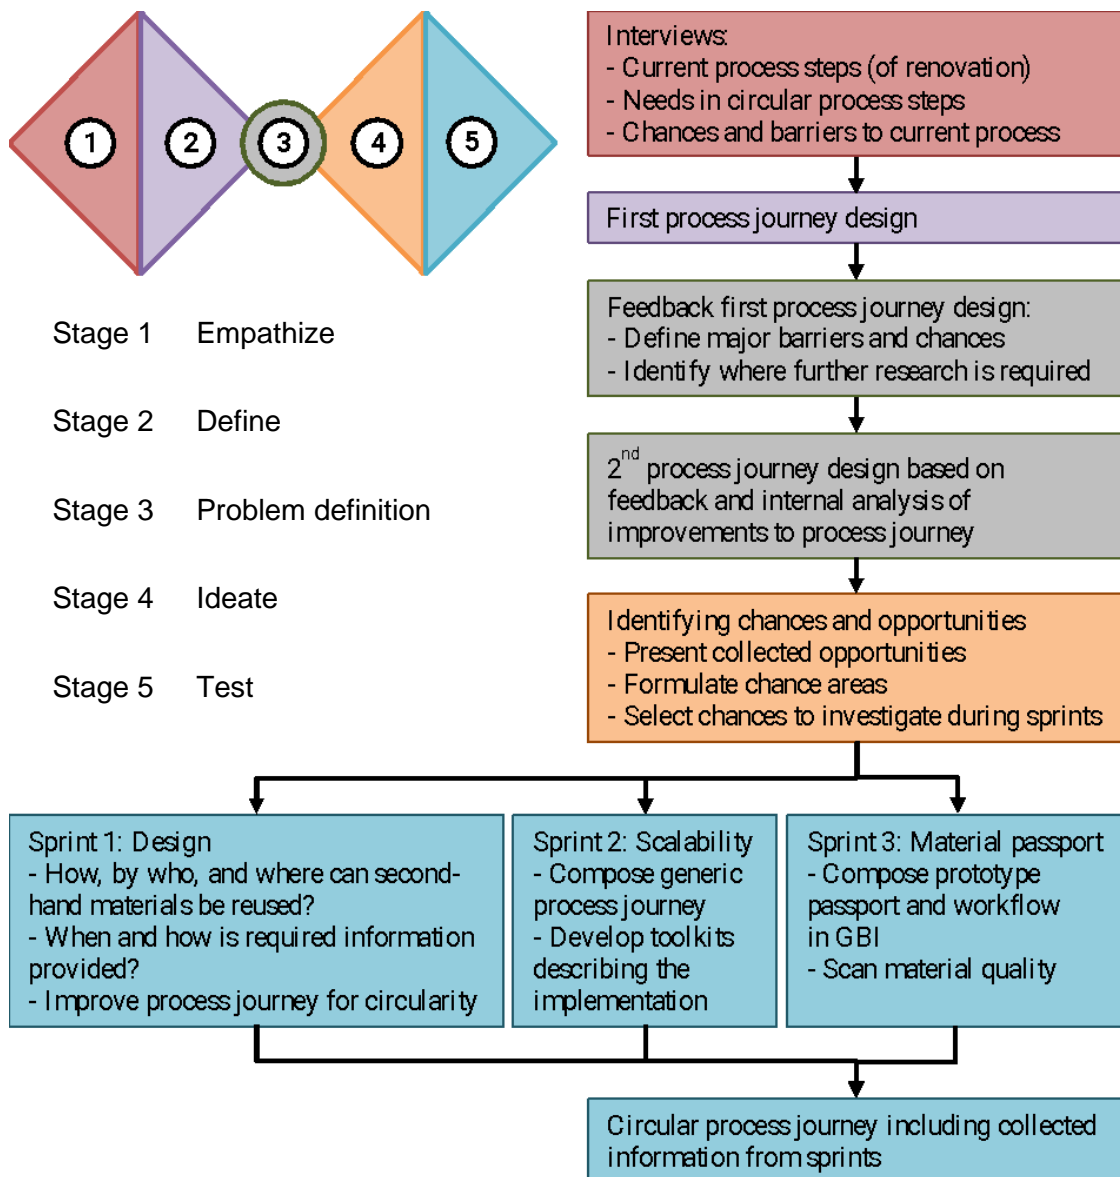 1
2
3
4
5
Stage 1 Empathize
Stage 2 Define
Stage 3 Problem definition
Stage 4 Ideate
Stage 5 Test
Interviews:
- Current process steps (of renovation)
- Needs in circular process steps
- Chances and barriers to current process
First process journey design
Feedback first process journey design:
- Define major barriers and chances
- Identify where further research is required
2nd process journey design based on
feedback and internal analysis of
improvements to process journey
Identifying chances and opportunities
- Present collected opportunities
- Formulate chance areas
- Select chances to investigate during sprints
Sprint 1: Design
- How, by who, and where can second-
hand materials be reused?
- When and how is required information
provided?
- Improve process journey for circularity
Sprint 2: Scalability
- Compose generic
process journey
- Develop toolkits
describing the
implementation
Sprint 3: Material passport
- Compose prototype
passport and workflow
in GBI
- Scan material quality
Circular process journey including collected
information from sprints